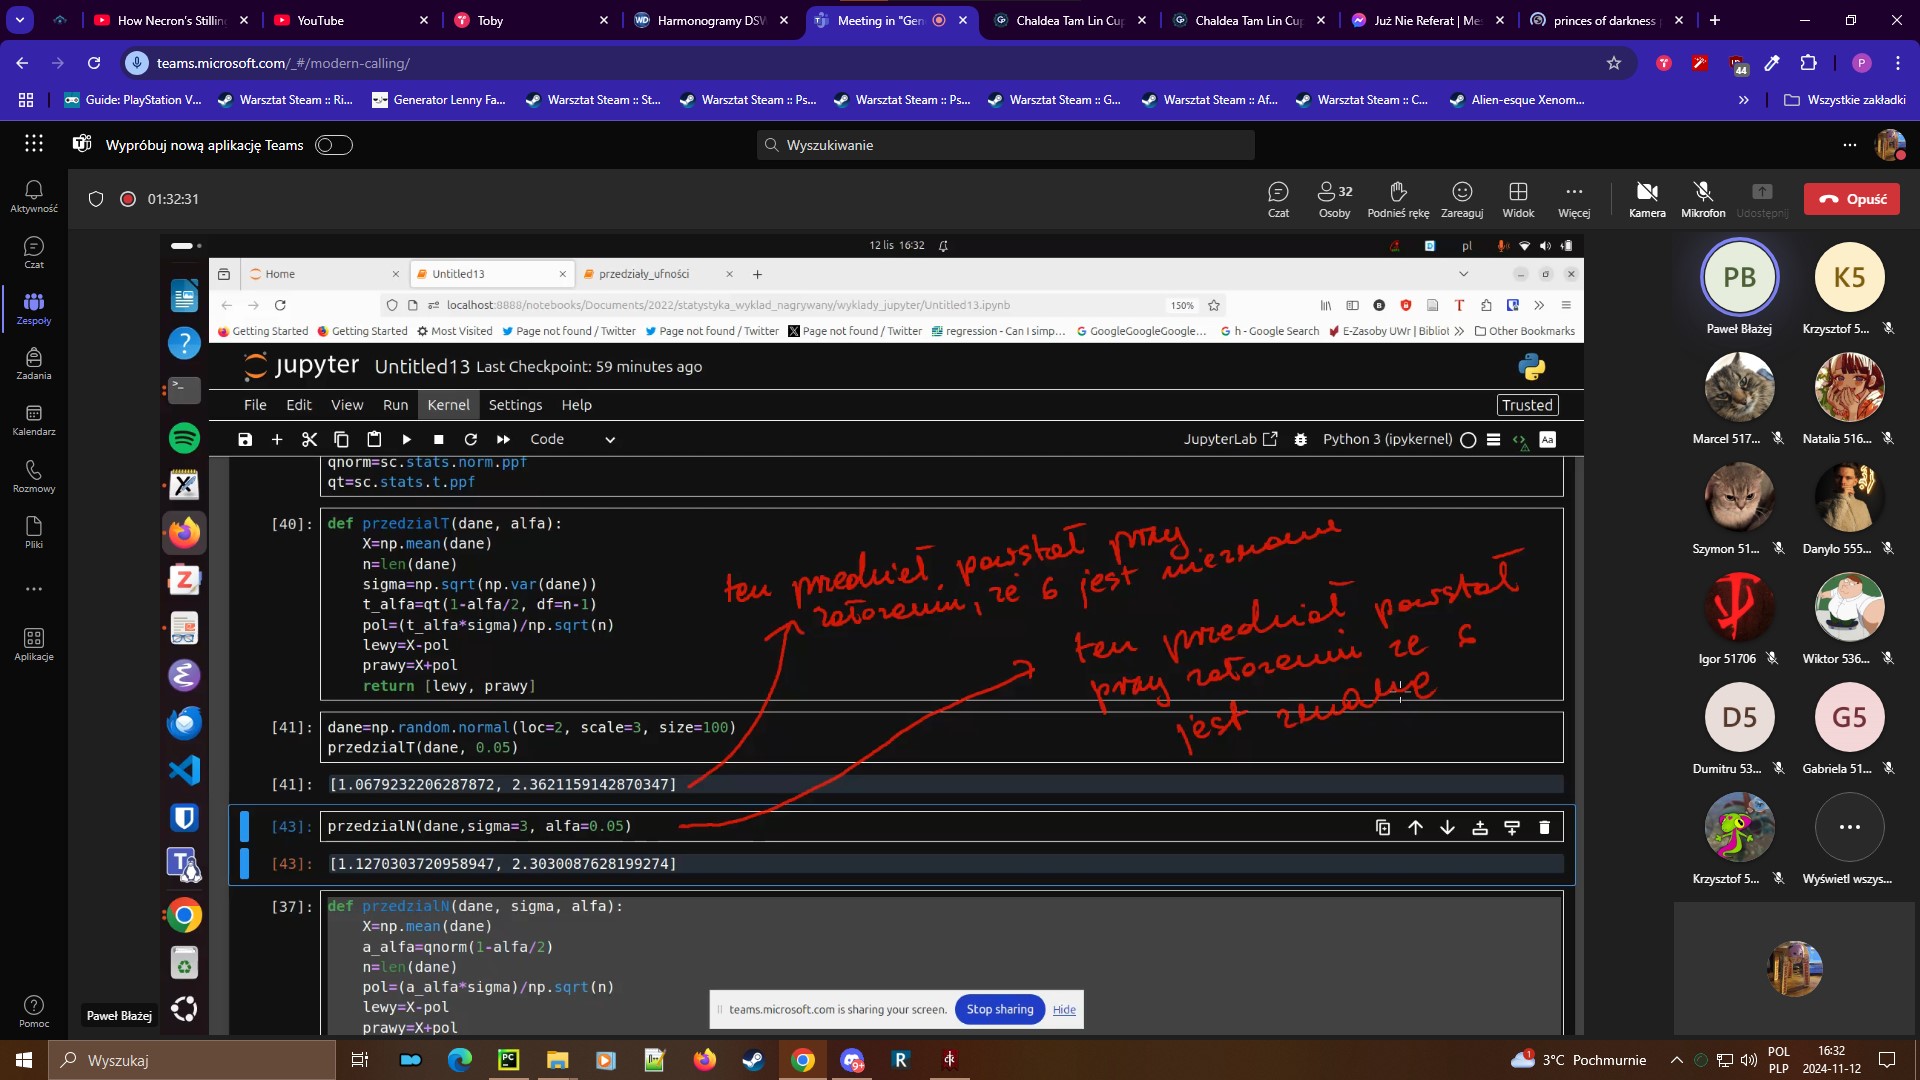 How Necron's Stilling
YouTube
Toby
Harmonogramy DSW
Meeting in "Gen
Chaldea Tam Lin Cup
Chaldea Tam Lin Cup
Już Nie Referat | Me
princes of darkness
teams.microsoft.com/_#/modern-calling/
44
P
Guide: PlayStation V...
Warsztat Steam :: Ri...
Generator Lenny Fa...
Warsztat Steam :: St...
Warsztat Steam :: Ps...
Warsztat Steam :: Ps...
Warsztat Steam :: G...
Warsztat Steam :: Af...
Warsztat Steam :: C...
Alien-esque Xenom...
Wszystkie zakładki
Wypróbuj nową aplikację Teams
Wyszukiwanie
Aktywność
Czat
Zespoły
Zadania
Kalendarz
Rozmowy
Pliki
Aplikacje
Pomoc
01:32:31
Czat
32
Osoby
Podnieś rękę
Zareaguj
Widok
Więcej
Kamera
Mikrofon
Udostępnij
Opuść
12 lis 16:32
pl
Home
Untitled13
przedziały_ufności
localhost:8888/notebooks/Documents/2022/statystyka_wyklad_nagrywany/wyklady_jupyter/Untitled13.ipynb
150%
Getting Started
Getting Started
Most Visited
Page not found / Twitter
Page not found / Twitter
Page not found / Twitter
regression - Can I simp...
GoogleGoogleGoogle...
h - Google Search
E-Zasoby UWr | Bibliot
Other Bookmarks
jupyter Untitled13 Last Checkpoint: 59 minutes ago
File Edit View Run Kernel Settings Help
Trusted
Code
JupyterLab
Python 3 (ipykernel)
qnorm=sc.stats.norm.ppf
qt=sc.stats.t.ppf
[40]:
def przedzialT(dane, alfa):
X=np.mean(dane)
n=len(dane)
sigma=np.sqrt(np.var(dane))
t_alfa=qt(1-alfa/2, df=n-1)
pol=(t_alfa*sigma)/np.sqrt(n)
lewy=X-pol
prawy=X+pol
return [lewy, prawy]
ten przedział powstał przy
założeniu, że σ jest nieznane
ten przedział powstał
przy założeniu że σ
jest znane
[41]:
dane=np.random.normal(loc=2, scale=3, size=100)
przedzialT(dane, 0.05)
[41]: [1.0679232206287872, 2.3621159142870347]
[43]: przedzialN(dane,sigma=3, alfa=0.05)
[43]: [1.1270303720958947, 2.3030087628199274]
[37]:
def przedzialN(dane, sigma, alfa):
X=np.mean(dane)
a_alfa=qnorm(1-alfa/2)
n=len(dane)
pol=(a_alfa*sigma)/np.sqrt(n)
lewy=X-pol
prawy=X+pol
teams.microsoft.com is sharing your screen.
Stop sharing
Hide
Paweł Błażej
PB
Paweł Błażej
K5
Krzysztof 5...
Marcel 517...
Natalia 516...
Szymon 51...
Danylo 555...
Igor 51706
Wiktor 536...
D5
Dumitru 53...
G5
Gabriela 51...
Krzysztof 5...
Wyświetl wszys...
Wyszukaj
3°C Pochmurnie
POL
PLP
16:32
2024-11-12